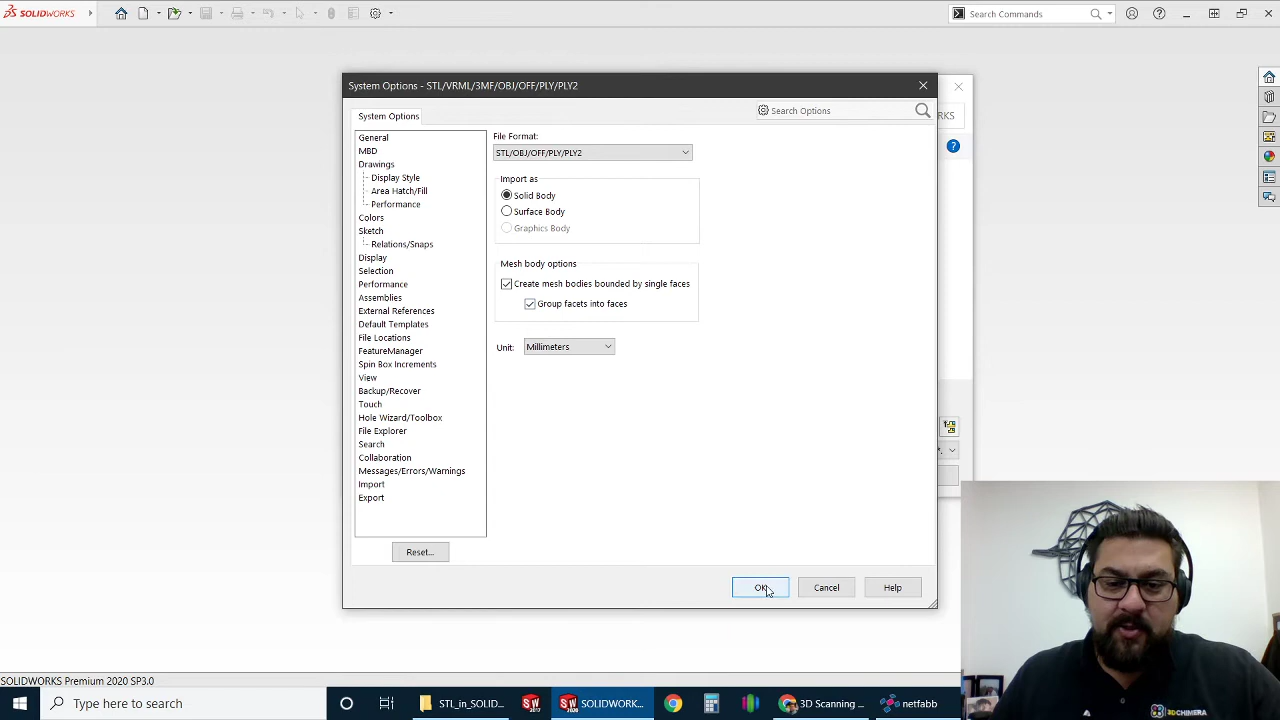 SOLIDWORKS
Search Commands
System Options - STL/VRML/3MF/OBJ/OFF/PLY/PLY2
System Options
Search Options
General
MBD
Drawings
Display Style
Area Hatch/Fill
Performance
Colors
Sketch
Relations/Snaps
Display
Selection
Performance
Assemblies
External References
Default Templates
File Locations
FeatureManager
Spin Box Increments
View
Backup/Recover
Touch
Hole Wizard/Toolbox
File Explorer
Search
Collaboration
Messages/Errors/Warnings
Import
Export
Reset...
File Format:
STL/OBJ/OFF/PLY/PLY2
Import as
Solid Body
Surface Body
Graphics Body
Mesh body options
Create mesh bodies bounded by single faces
Group facets into faces
Unit:
Millimeters
OK
Cancel
Help
RKS
SOLIDWORKS Premium 2020 SP3.0
Type here to search
STL_in_SOLID...
SOLIDWORK...
3D Scanning ...
netfabb
3DCHIMERA